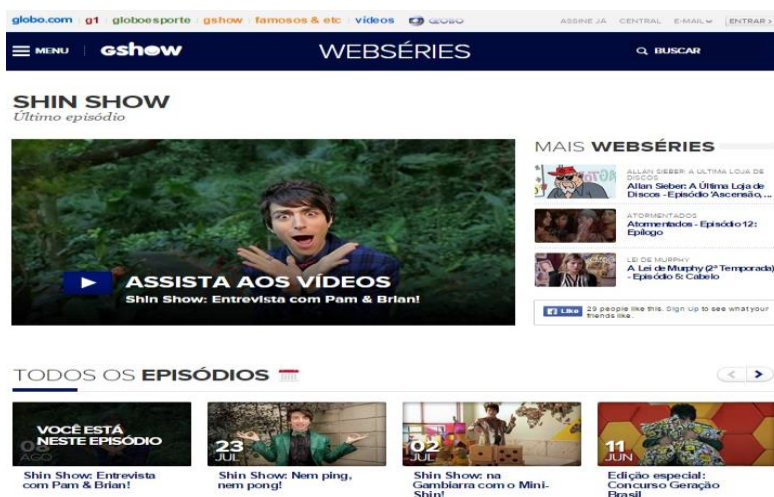 globo.com g1 globoesporte gshow famosos & etc vídeos GLOBO ASSINE JÁ CENTRAL E-MAIL ENTRAR >
MENU gshow WEBSÉRIES BUSCAR
SHIN SHOW
Último episódio
ASSISTA AOS VÍDEOS
Shin Show: Entrevista com Pam & Brian!
MAIS WEBSÉRIES
ALLAN SIEBER: A ULTIMA LOJA DE
DISCOS
Allan Sieber: A Última Loja de
Discos - Episódio 'Ascensão, ...
ATORMENTADOS
Atormentados - Episódio 12:
Epílogo
LEI DE MURPHY
A Lei de Murphy (2ª Temporada)
- Episódio 5: Cabelo
Like 29 people like this. Sign Up to see what your
friends like.
TODOS OS EPISÓDIOS
VOCÊ ESTÁ
NESTE EPISÓDIO
AGO
Shin Show: Entrevista
com Pam & Brian!
23
JUL
Shin Show: Nem ping,
nem pong!
02
JUL
Shin Show: na
Gambiarra com o Mini-
Shin!
11
JUN
Edição especial:
Concurso Geração
Brasil